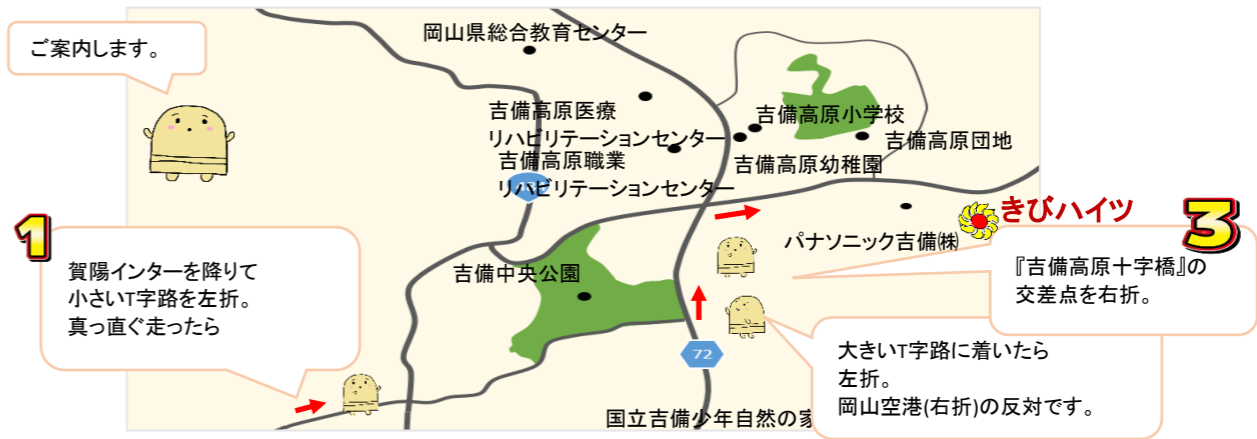 ご案内します。
岡山県総合教育センター
吉備高原医療
リハビリテーションセンター
吉備高原職業
リハビリテーションセンター
吉備高原小学校
吉備高原団地
吉備高原幼稚園
きびハイツ
パナソニック吉備㈱
吉備中央公園
1
賀陽インターを降りて
小さいT字路を左折。
真っ直ぐ走ったら
72
大きいT字路に着いたら
左折。
岡山空港(右折)の反対です。
3
『吉備高原十字橋』の
交差点を右折。
国立吉備少年自然の家